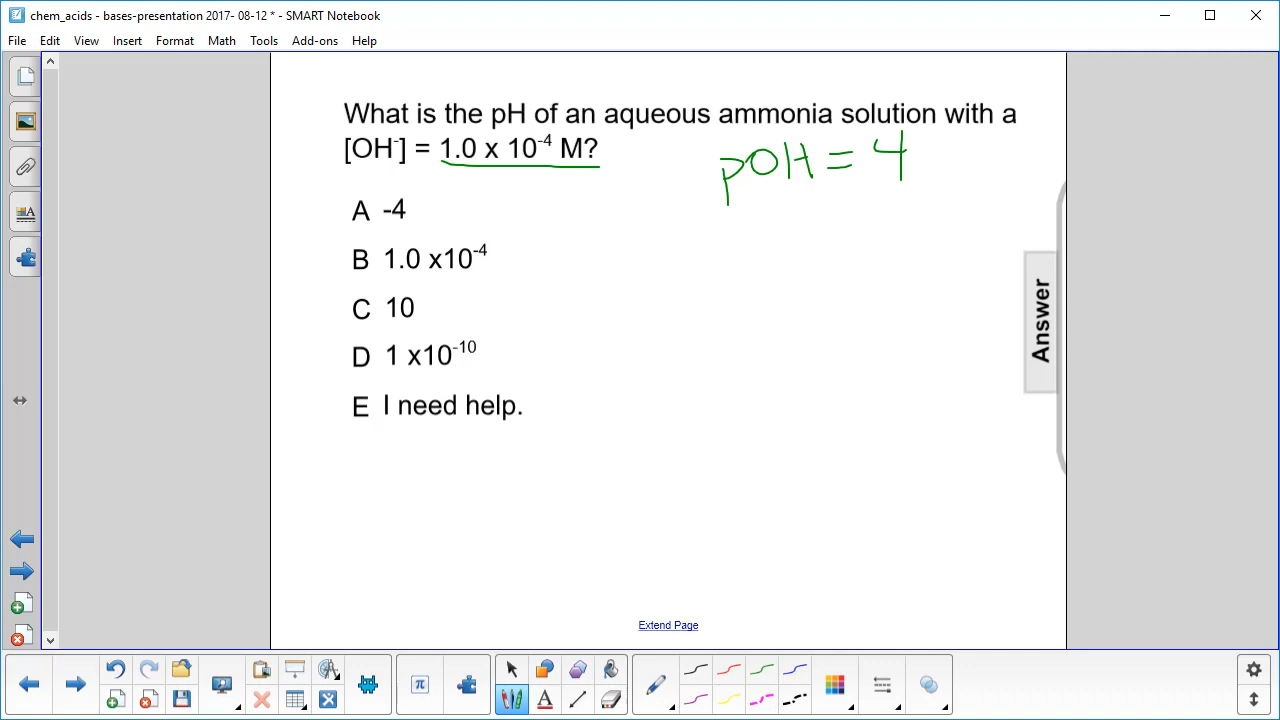 chem_acids - bases-presentation 2017- 08-12 * - SMART Notebook
File Edit View Insert Format Math Tools Add-ons Help
What is the pH of an aqueous ammonia solution with a
[OH⁻] = 1.0 x 10⁻⁴ M?
pOH = 4
A -4
B 1.0 x10⁻⁴
C 10
D 1 x10⁻¹⁰
E I need help.
Answer
Extend Page
π
A